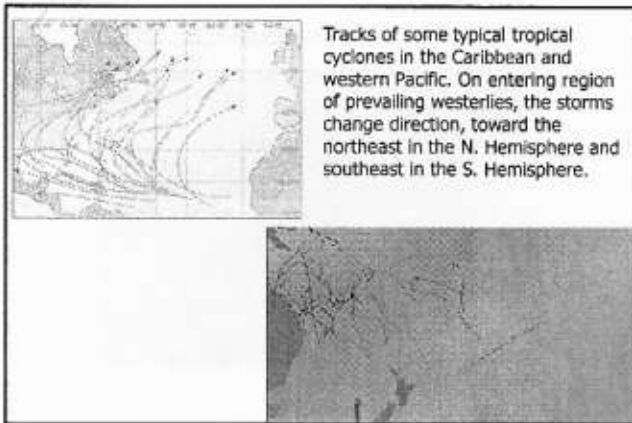 Tracks of some typical tropical
cyclones in the Caribbean and
western Pacific. On entering region
of prevailing westerlies, the storms
change direction, toward the
northeast in the N. Hemisphere and
southeast in the S. Hemisphere.